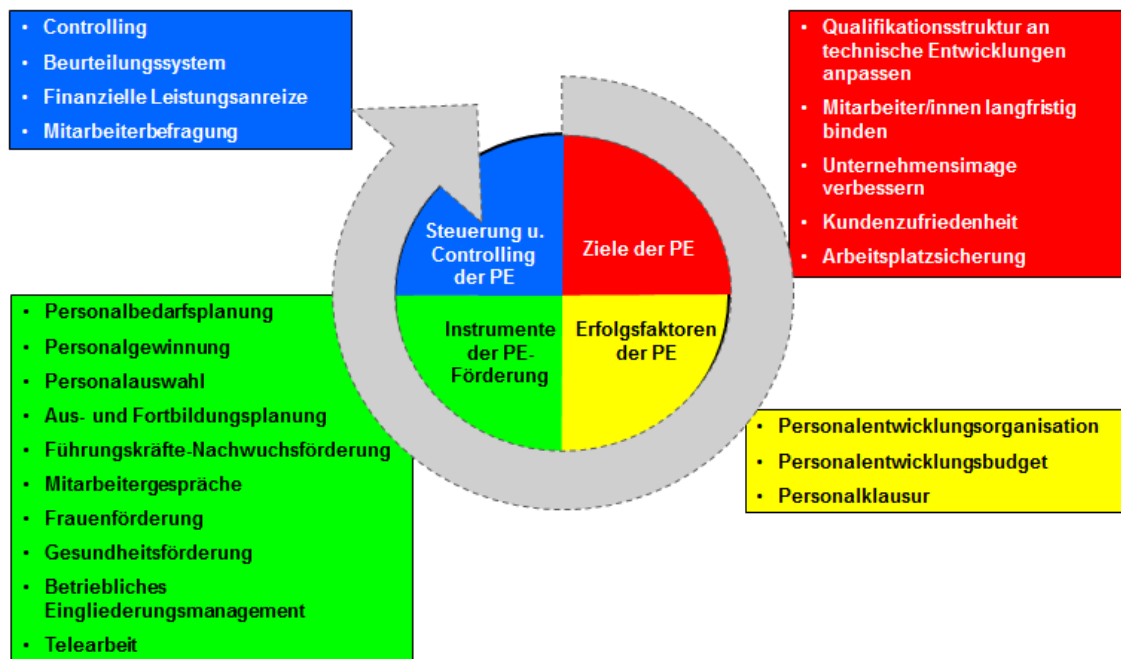 • Controlling
• Beurteilungssystem
• Finanzielle Leistungsanreize
• Mitarbeiterbefragung
• Qualifikationsstruktur an
technische Entwicklungen
anpassen
• Mitarbeiter/innen langfristig
binden
• Unternehmensimage
verbessern
• Kundenzufriedenheit
• Arbeitsplatzsicherung
Steuerung u.
Controlling
der PE
Ziele der PE
Instrumente
der PE-
Förderung
Erfolgsfaktoren
der PE
• Personalbedarfsplanung
• Personalgewinnung
• Personalauswahl
• Aus- und Fortbildungsplanung
• Führungskräfte-Nachwuchsförderung
• Mitarbeitergespräche
• Frauenförderung
• Gesundheitsförderung
• Betriebliches
Eingliederungsmanagement
• Telearbeit
• Personalentwicklungsorganisation
• Personalentwicklungsbudget
• Personalklausur